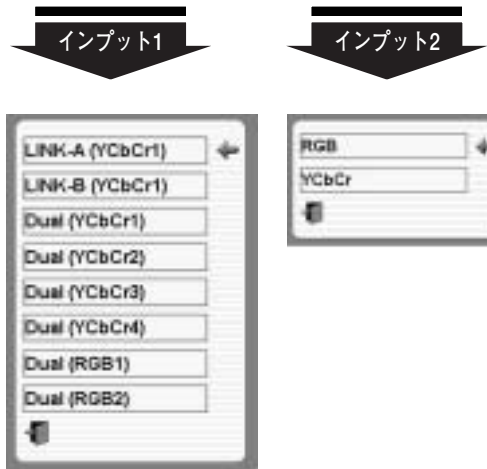 インプット1
LINK-A (YCbCr1)
LINK-B (YCbCr1)
Dual (YCbCr1)
Dual (YCbCr2)
Dual (YCbCr3)
Dual (YCbCr4)
Dual (RGB1)
Dual (RGB2)
インプット2
RGB
YCbCr